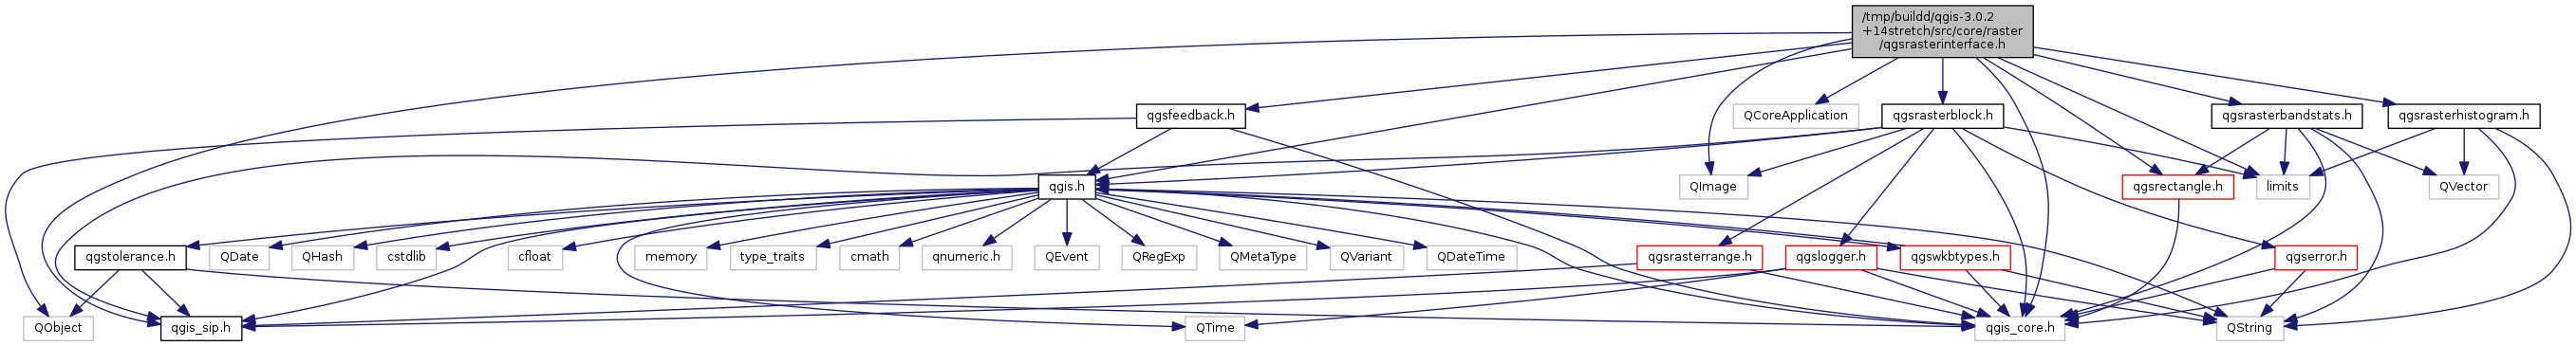 /tmp/buildd/qgis-3.0.2
+14stretch/src/core/raster
/qgsrasterinterface.h
qgsfeedback.h
QCoreApplication
qgsrasterblock.h
qgsrasterbandstats.h
qgsrasterhistogram.h
qgis.h
QImage
qgsrectangle.h
limits
QVector
qgstolerance.h
QDate
QHash
cstdlib
cfloat
memory
type_traits
cmath
qnumeric.h
QEvent
QRegExp
QMetaType
QVariant
QDateTime
qgsrasterrange.h
qgslogger.h
qgswkbtypes.h
qgserror.h
QObject
qgis_sip.h
QTime
qgis_core.h
QString